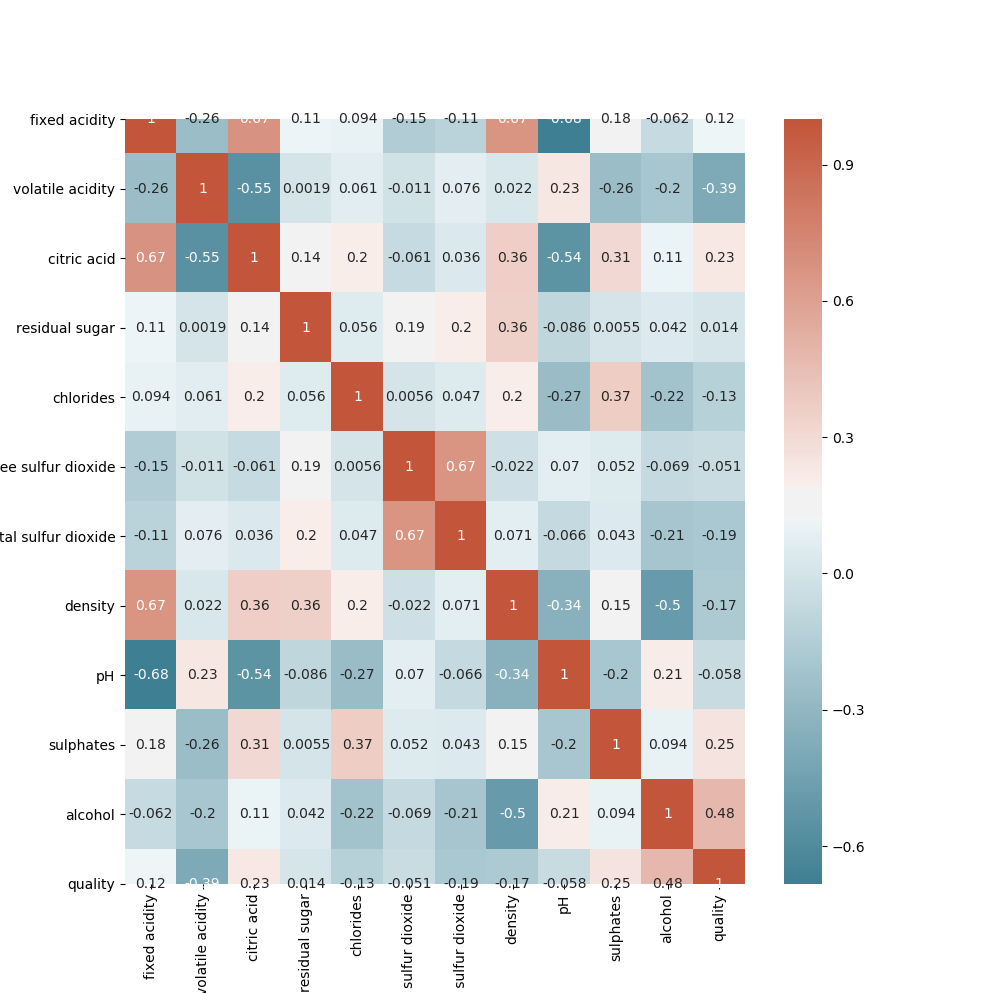 fixed acidity 1 -0.26 0.67 0.11 0.094 -0.15 -0.11 0.67 -0.68 0.18 -0.062 0.12
volatile acidity -0.26 1 -0.55 0.0019 0.061 -0.011 0.076 0.022 0.23 -0.26 -0.2 -0.39
0.9
citric acid 0.67 -0.55 1 0.14 0.2 -0.061 0.036 0.36 -0.54 0.31 0.11 0.23
0.6
residual sugar 0.11 0.0019 0.14 1 0.056 0.19 0.2 0.36 -0.086 0.0055 0.042 0.014
chlorides 0.094 0.061 0.2 0.056 1 0.0056 0.047 0.2 -0.27 0.37 -0.22 -0.13
0.3
ee sulfur dioxide -0.15 -0.011 -0.061 0.19 0.0056 1 0.67 -0.022 0.07 0.052 -0.069 -0.051
tal sulfur dioxide -0.11 0.076 0.036 0.2 0.047 0.67 1 0.071 -0.066 0.043 -0.21 -0.19
0.0
density 0.67 0.022 0.36 0.36 0.2 -0.022 0.071 1 -0.34 0.15 -0.5 -0.17
pH -0.68 0.23 -0.54 -0.086 -0.27 0.07 -0.066 -0.34 1 -0.2 0.21 -0.058
−0.3
sulphates 0.18 -0.26 0.31 0.0055 0.37 0.052 0.043 0.15 -0.2 1 0.094 0.25
alcohol -0.062 -0.2 0.11 0.042 -0.22 -0.069 -0.21 -0.5 0.21 0.094 1 0.48
−0.6
quality 0.12 -0.39 0.23 0.014 -0.13 -0.051 -0.19 -0.17 -0.058 0.25 0.48 1
fixed acidity
volatile acidity
citric acid
residual sugar
chlorides
sulfur dioxide
sulfur dioxide
density
pH
sulphates
alcohol
quality